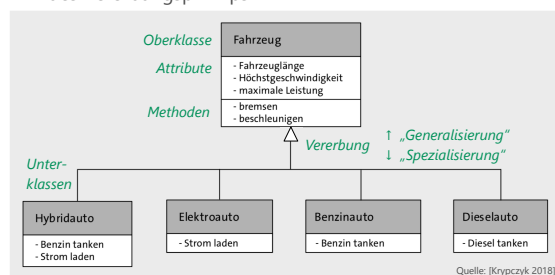 Oberklasse
Fahrzeug
Attribute
- Fahrzeuglänge
- Höchstgeschwindigkeit
- maximale Leistung
Methoden
- bremsen
- beschleunigen
Vererbung
↑ „Generalisierung“
↓ „Spezialisierung“
Unter-
klassen
Hybridauto
- Benzin tanken
- Strom laden
Elektroauto
- Strom laden
Benzinauto
- Benzin tanken
Dieselauto
- Diesel tanken
Quelle: [Krypczyk 2018]